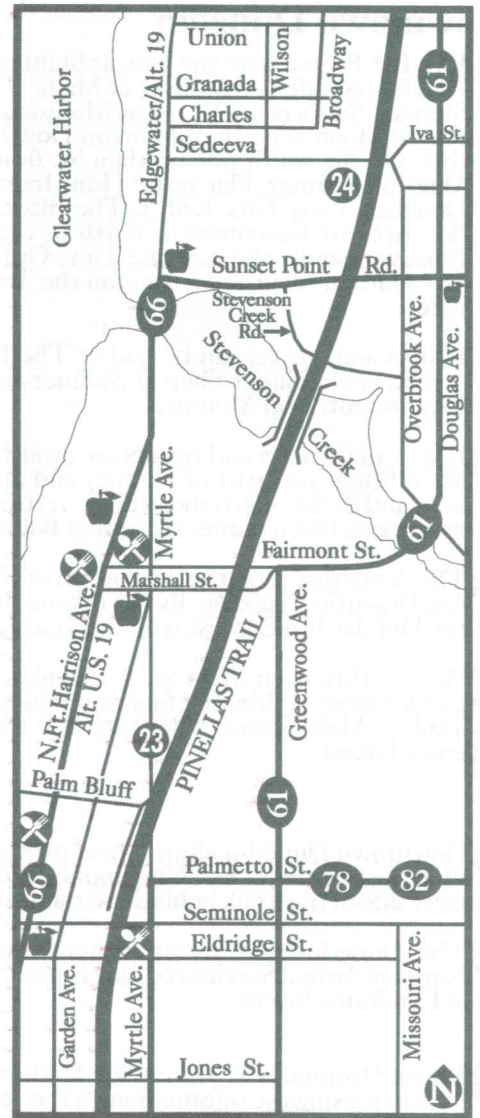 Union
Granada
Charles
Sedeeva
Wilson
Broadway
61
Clearwater Harbor
Edgewater/Alt. 19
Iva St.
24
Sunset Point Rd.
66
Stevenson
Creek
Rd.
Stevenson
Creek
Overbrook Ave.
Douglas Ave.
Myrtle Ave.
61
Fairmont St.
Marshall St.
N. Ft. Harrison Ave.
Alt. U.S. 19
PINELLAS TRAIL
Greenwood Ave.
23
61
Palm Bluff
66
Palmetto St.
78
82
Seminole St.
Eldridge St.
Garden Ave.
Myrtle Ave.
Missouri Ave.
Jones St.
N